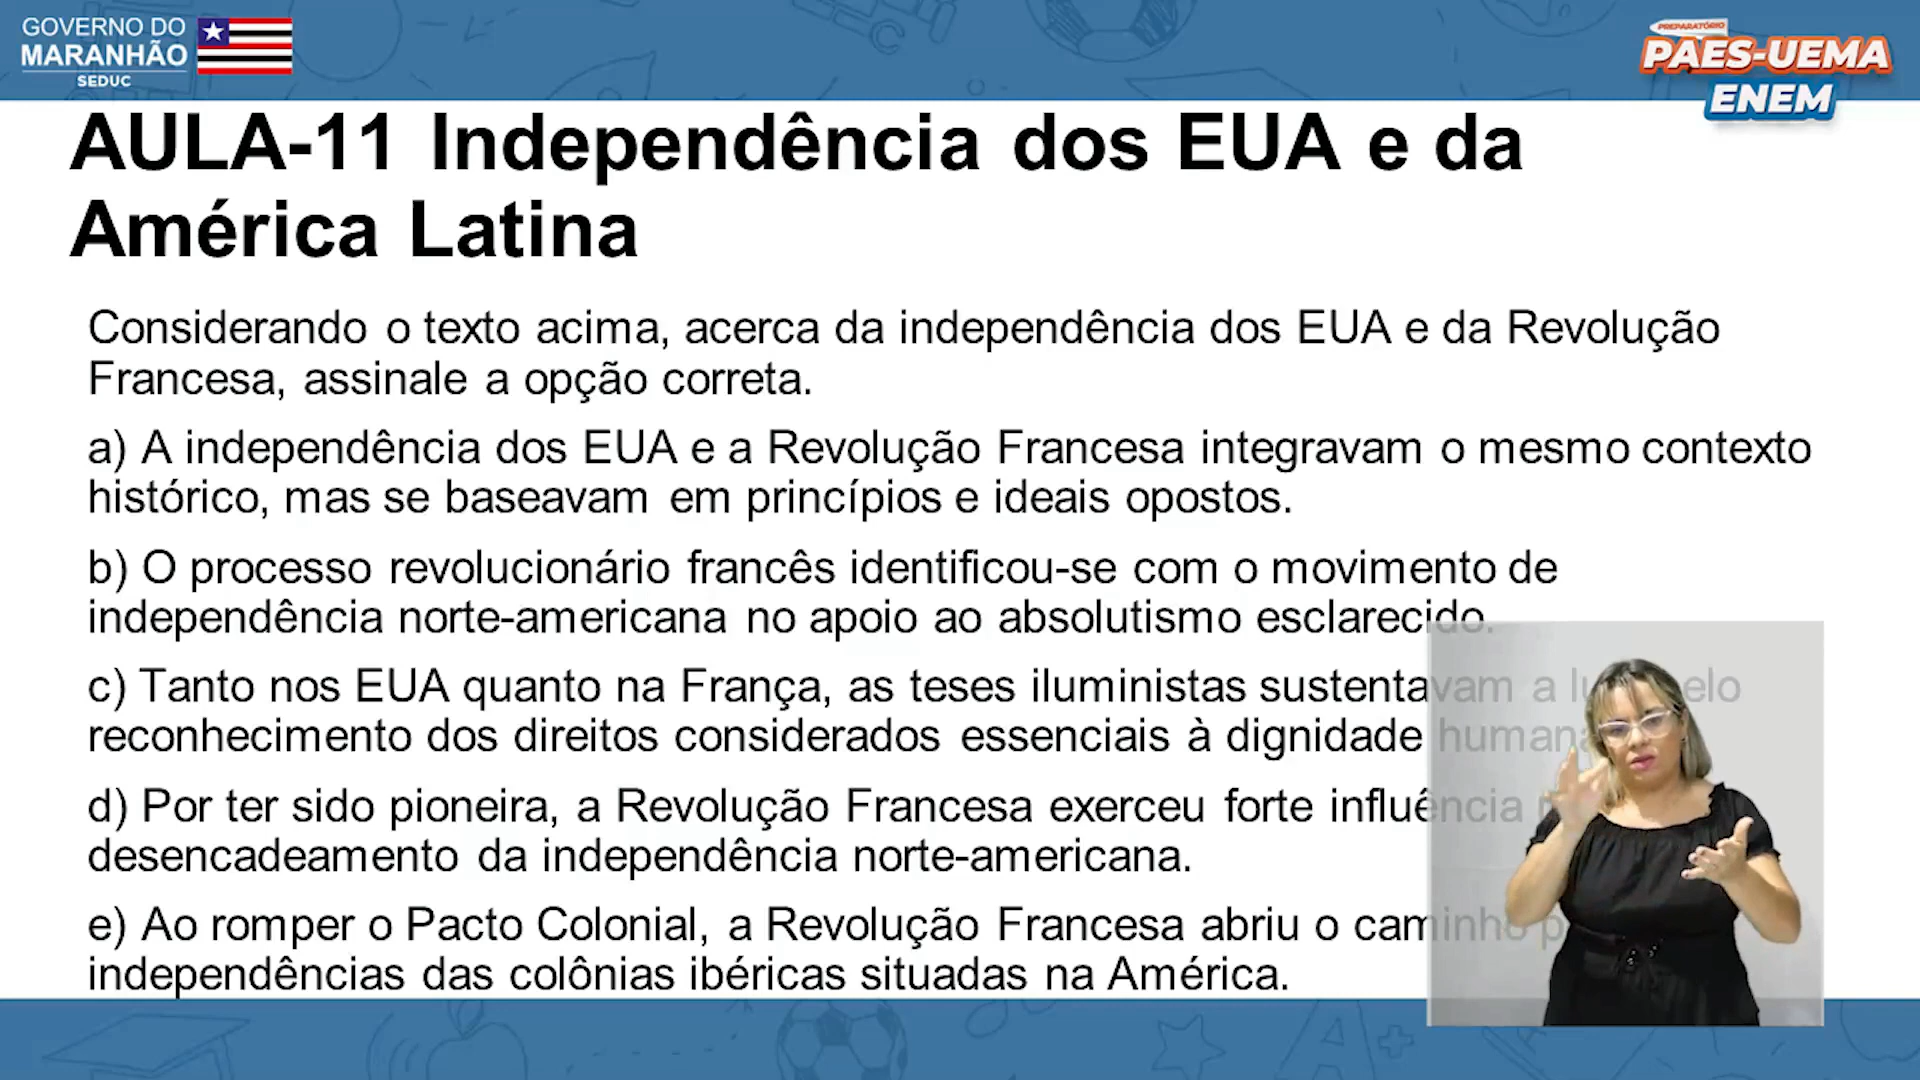 GOVERNO DO
MARANHÃO
SEDUC
PREPARATÓRIO
PAES-UEMA
ENEM
AULA-11 Independência dos EUA e da
América Latina
Considerando o texto acima, acerca da independência dos EUA e da Revolução
Francesa, assinale a opção correta.
a) A independência dos EUA e a Revolução Francesa integravam o mesmo contexto
histórico, mas se baseavam em princípios e ideais opostos.
b) O processo revolucionário francês identificou-se com o movimento de
independência norte-americana no apoio ao absolutismo esclarecido.
c) Tanto nos EUA quanto na França, as teses iluministas sustentavam a
reconhecimento dos direitos considerados essenciais à dignidade humana
d) Por ter sido pioneira, a Revolução Francesa exerceu forte influência
desencadeamento da independência norte-americana.
e) Ao romper o Pacto Colonial, a Revolução Francesa abriu o caminho
independências das colônias ibéricas situadas na América.
A+